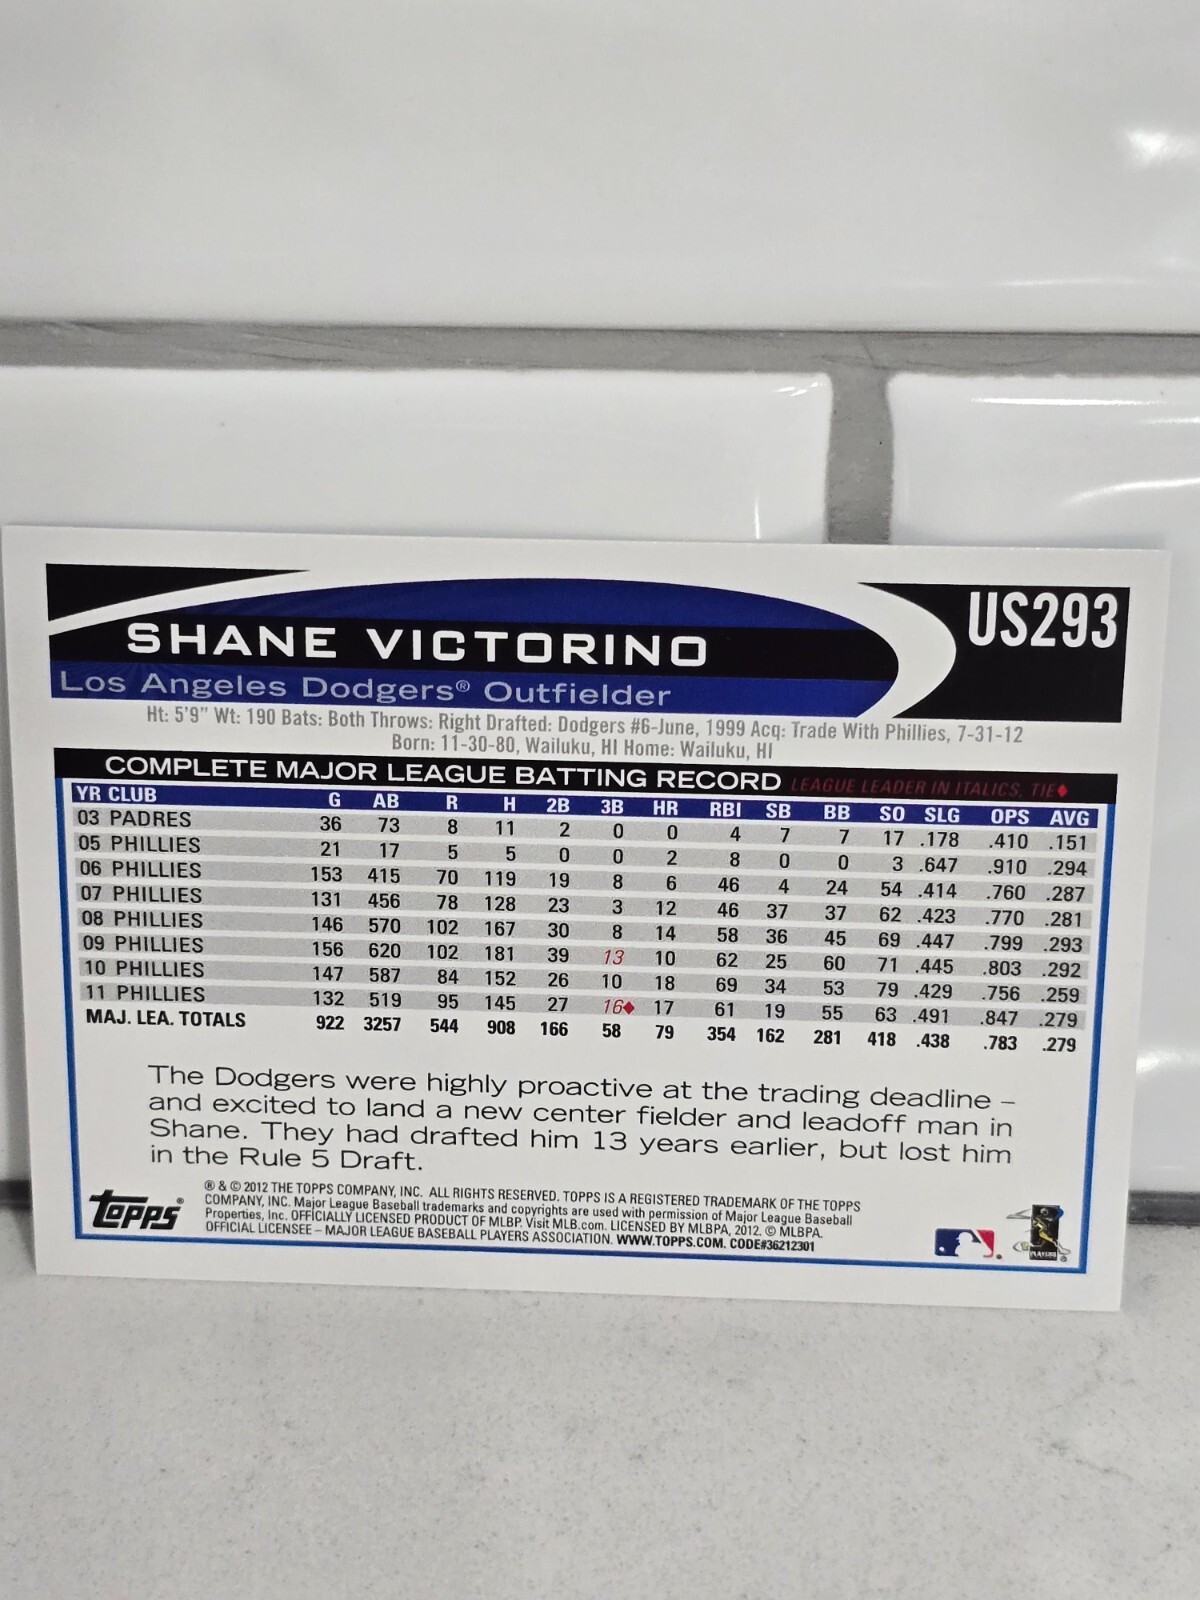 US293
SHANE VICTORINO
Los Angeles Dodgers® Outfielder
Ht: 5'9" Wt: 190 Bats: Both Throws: Right Drafted: Dodgers #6-June, 1999 Acq: Trade With Phillies, 7-31-12
Born: 11-30-80, Wailuku, HI Home: Wailuku, HI
COMPLETE MAJOR LEAGUE BATTING RECORD LEAGUE LEADER IN ITALICS, TIE♦
YR CLUB G AB R H 2B 3B HR RBI SB BB SO SLG OPS AVG
03 PADRES 36 73 8 11 2 0 0 4 7 7 17 .178 .410 .151
05 PHILLIES 21 17 5 5 0 0 2 8 0 0 3 .647 .910 .294
06 PHILLIES 153 415 70 119 19 8 6 46 4 24 54 .414 .760 .287
07 PHILLIES 131 456 78 128 23 3 12 46 37 37 62 .423 .770 .281
08 PHILLIES 146 570 102 167 30 8 14 58 36 45 69 .447 .799 .293
09 PHILLIES 156 620 102 181 39 13 10 62 25 60 71 .445 .803 .292
10 PHILLIES 147 587 84 152 26 10 18 69 34 53 79 .429 .756 .259
11 PHILLIES 132 519 95 145 27 16♦ 17 61 19 55 63 .491 .847 .279
MAJ. LEA. TOTALS 922 3257 544 908 166 58 79 354 162 281 418 .438 .783 .279
The Dodgers were highly proactive at the trading deadline –
and excited to land a new center fielder and leadoff man in
Shane. They had drafted him 13 years earlier, but lost him
in the Rule 5 Draft.
topps®
® & © 2012 THE TOPPS COMPANY, INC. ALL RIGHTS RESERVED. TOPPS IS A REGISTERED TRADEMARK OF THE TOPPS
COMPANY, INC. Major League Baseball trademarks and copyrights are used with permission of Major League Baseball
Properties, Inc. OFFICIALLY LICENSED PRODUCT OF MLBP. Visit MLB.com. LICENSED BY MLBPA, 2012. © MLBPA.
OFFICIAL LICENSEE – MAJOR LEAGUE BASEBALL PLAYERS ASSOCIATION. WWW.TOPPS.COM. CODE#36212301